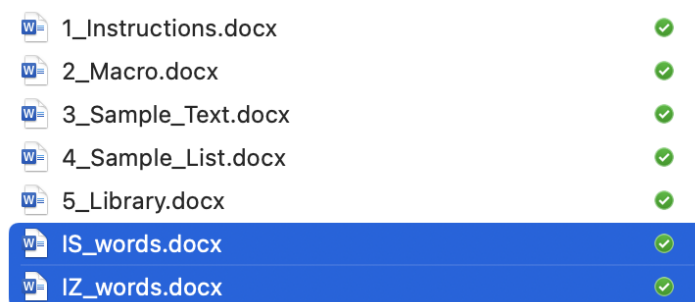 1_Instructions.docx
2_Macro.docx
3_Sample_Text.docx
4_Sample_List.docx
5_Library.docx
IS_words.docx
IZ_words.docx